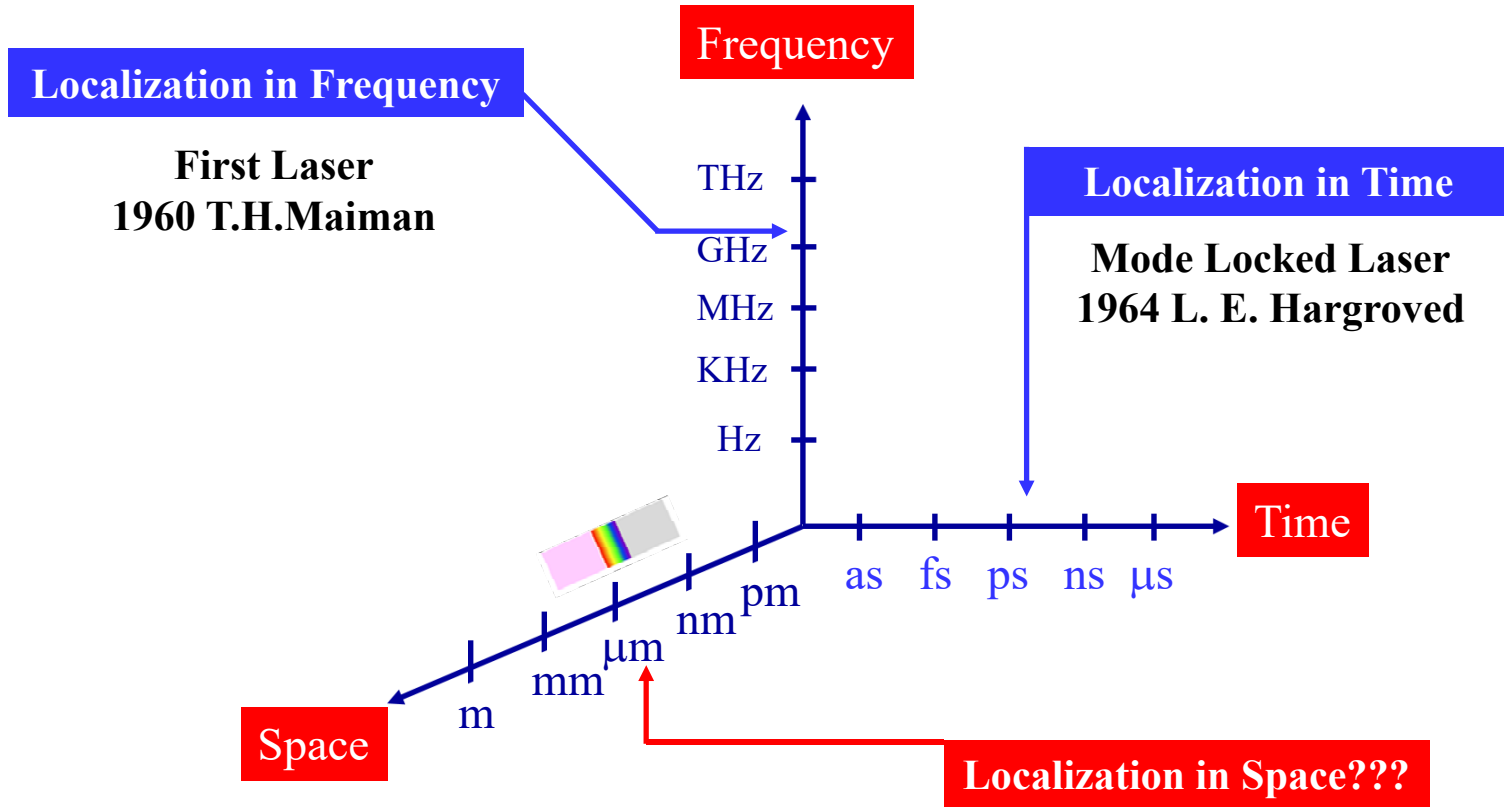 Frequency
Localization in Frequency
First Laser
1960 T.H.Maiman
THz
GHz
MHz
KHz
Hz
Localization in Time
Mode Locked Laser
1964 L. E. Hargroved
Time
as fs ps ns μs
pm
nm
μm
mm
m
Space
Localization in Space???